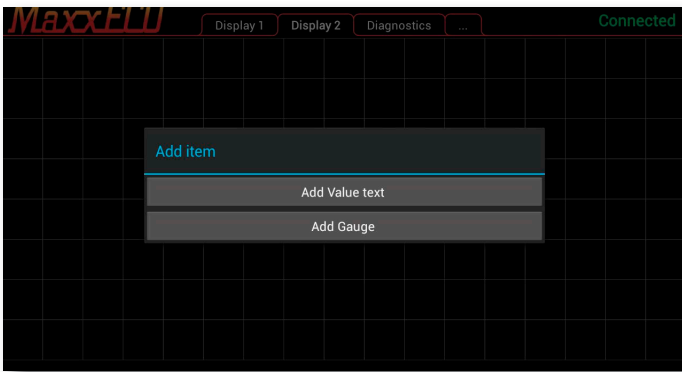 MaxxECU
Display 1 Display 2 Diagnostics ... Connected
Add item
Add Value text
Add Gauge